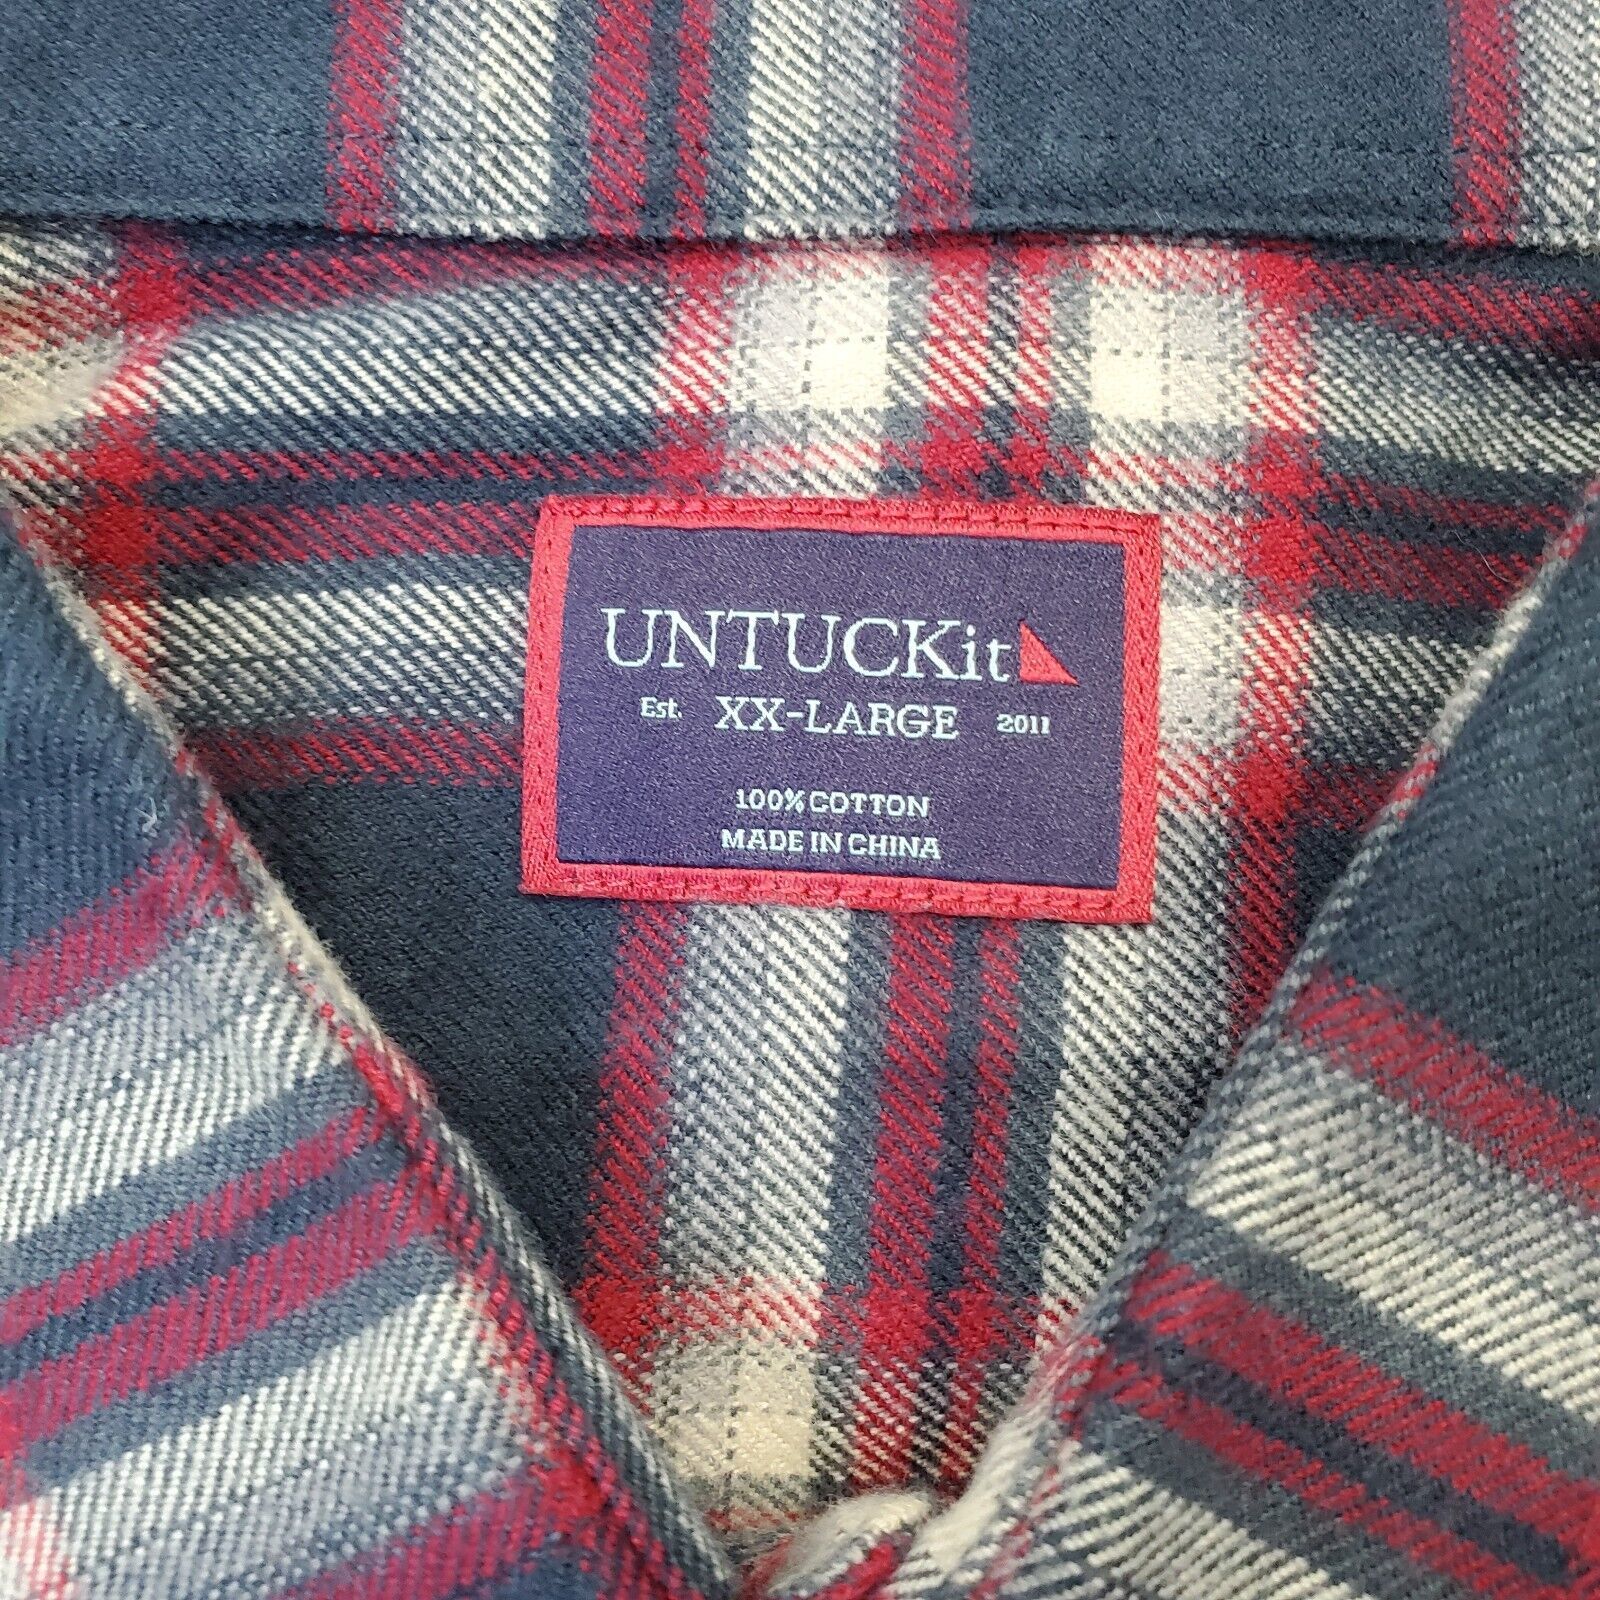 UNTUCKit
Est. XX-LARGE 2011
100% COTTON
MADE IN CHINA